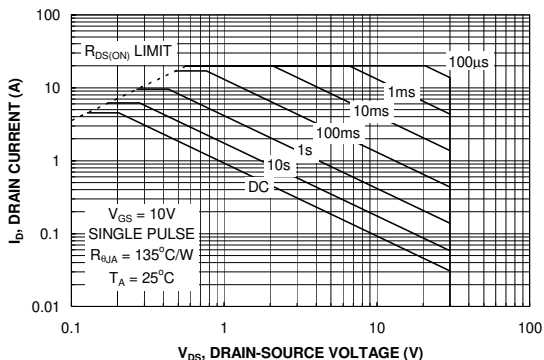 I_D, DRAIN CURRENT (A)
100
10
1
0.1
0.01
R_DS(ON) LIMIT
100µs
1ms
10ms
100ms
1s
10s
DC
V_GS = 10V
SINGLE PULSE
R_θJA = 135°C/W
T_A = 25°C
0.1
1
10
100
V_DS, DRAIN-SOURCE VOLTAGE (V)